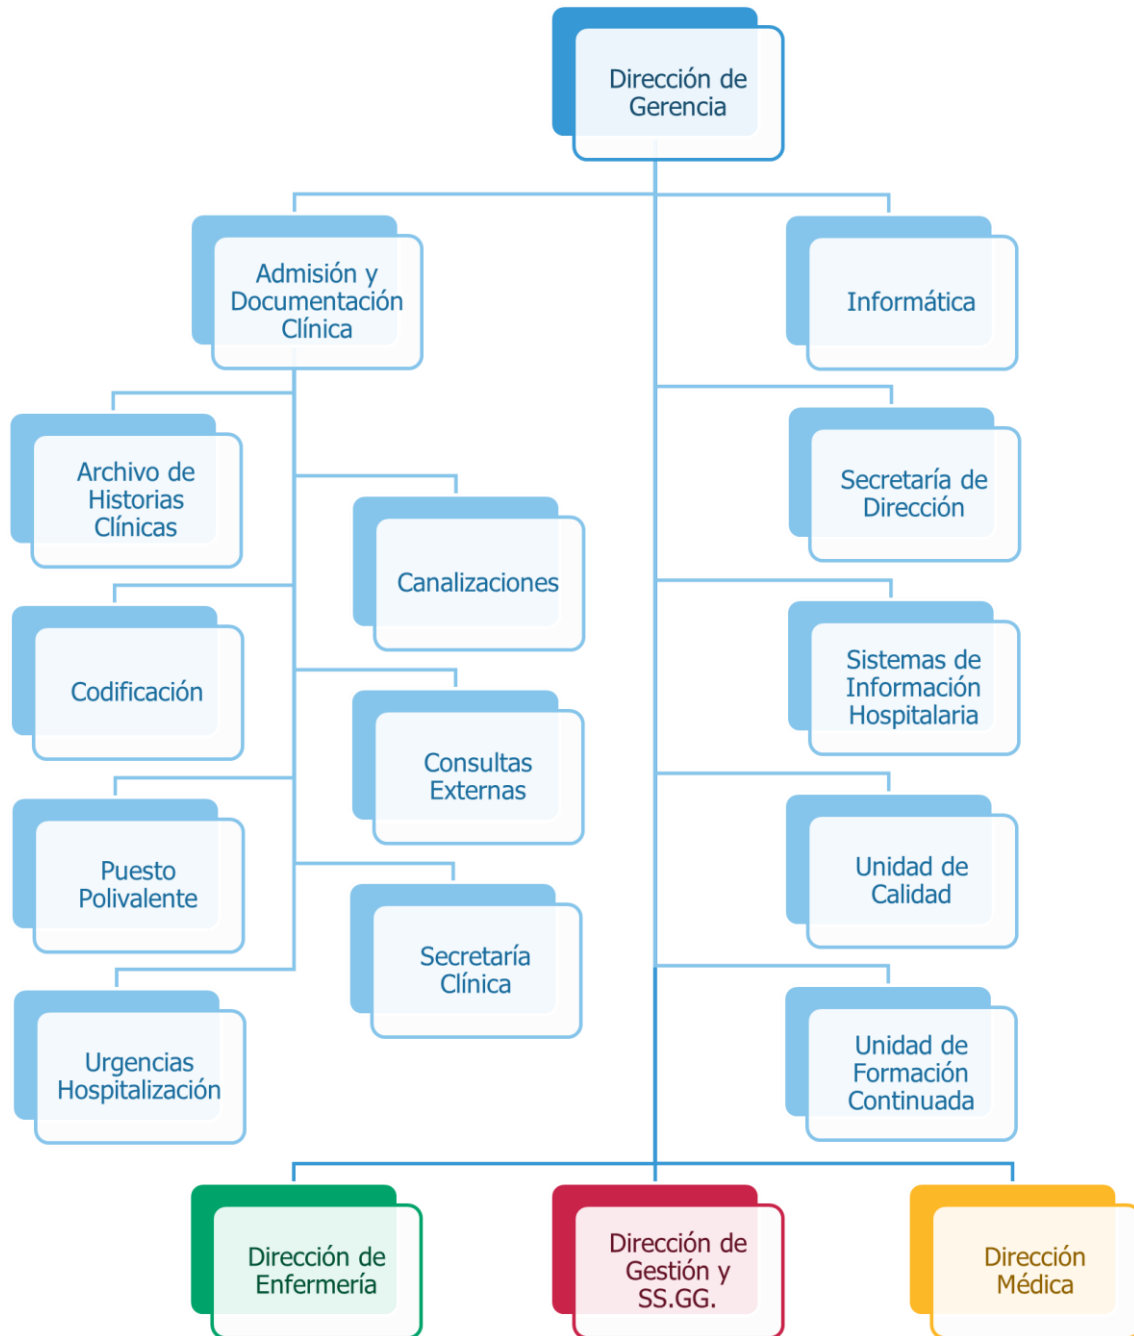 Dirección de
Gerencia
Admisión y
Documentación
Clínica
Informática
Archivo de
Historias
Clínicas
Secretaría de
Dirección
Canalizaciones
Codificación
Sistemas de
Información
Hospitalaria
Consultas
Externas
Puesto
Polivalente
Unidad de
Calidad
Secretaría
Clínica
Urgencias
Hospitalización
Unidad de
Formación
Continuada
Dirección de
Enfermería
Dirección de
Gestión y
SS.GG.
Dirección
Médica